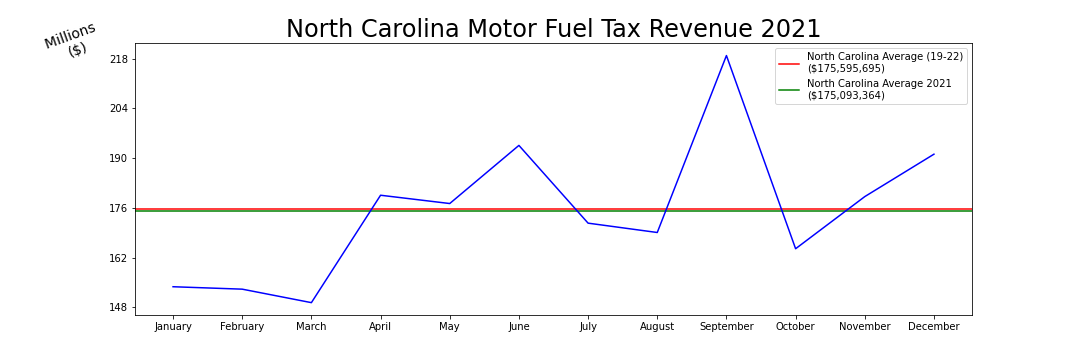 North Carolina Motor Fuel Tax Revenue 2021
Millions
($)
North Carolina Average (19-22)
($175,595,695)
North Carolina Average 2021
($175,093,364)
218
204
190
176
162
148
January February March April May June July August September October November December